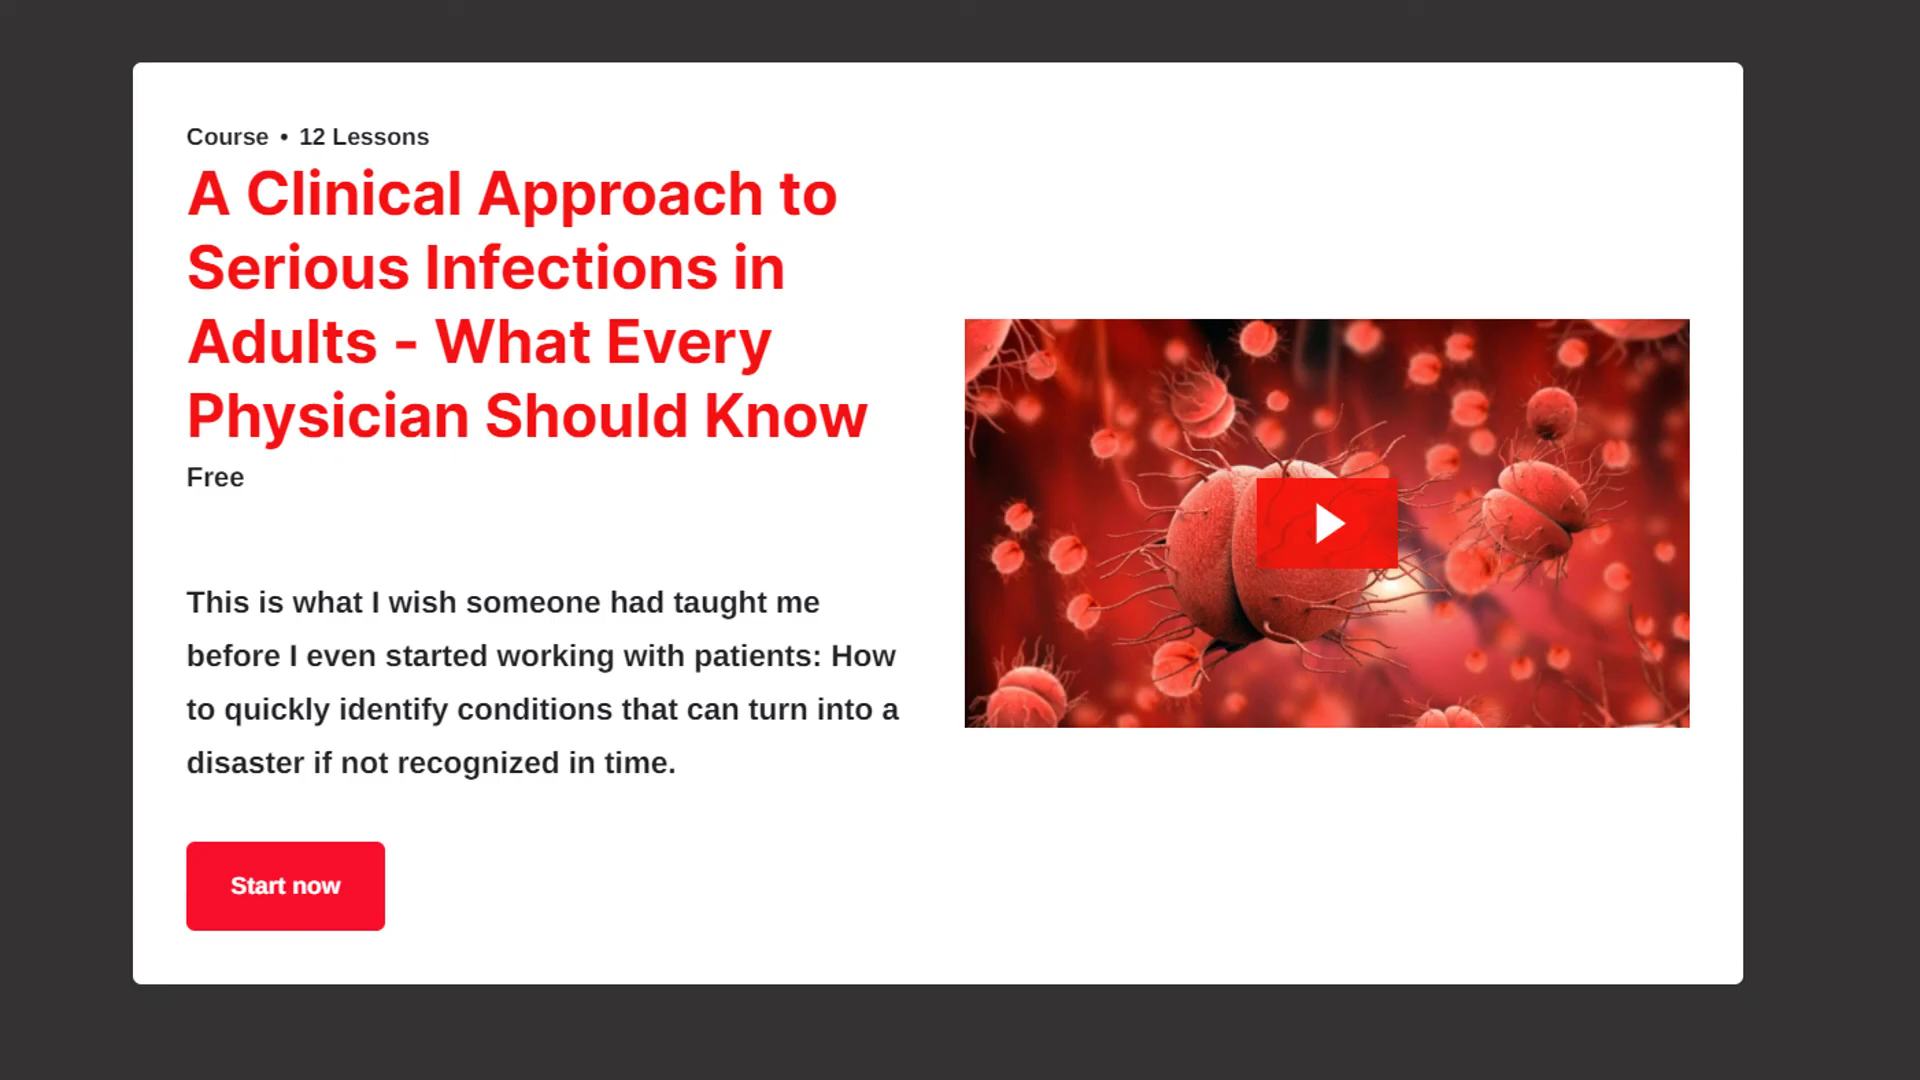 Course • 12 Lessons
A Clinical Approach to
Serious Infections in
Adults - What Every
Physician Should Know
Free
This is what I wish someone had taught me
before I even started working with patients: How
to quickly identify conditions that can turn into a
disaster if not recognized in time.
Start now